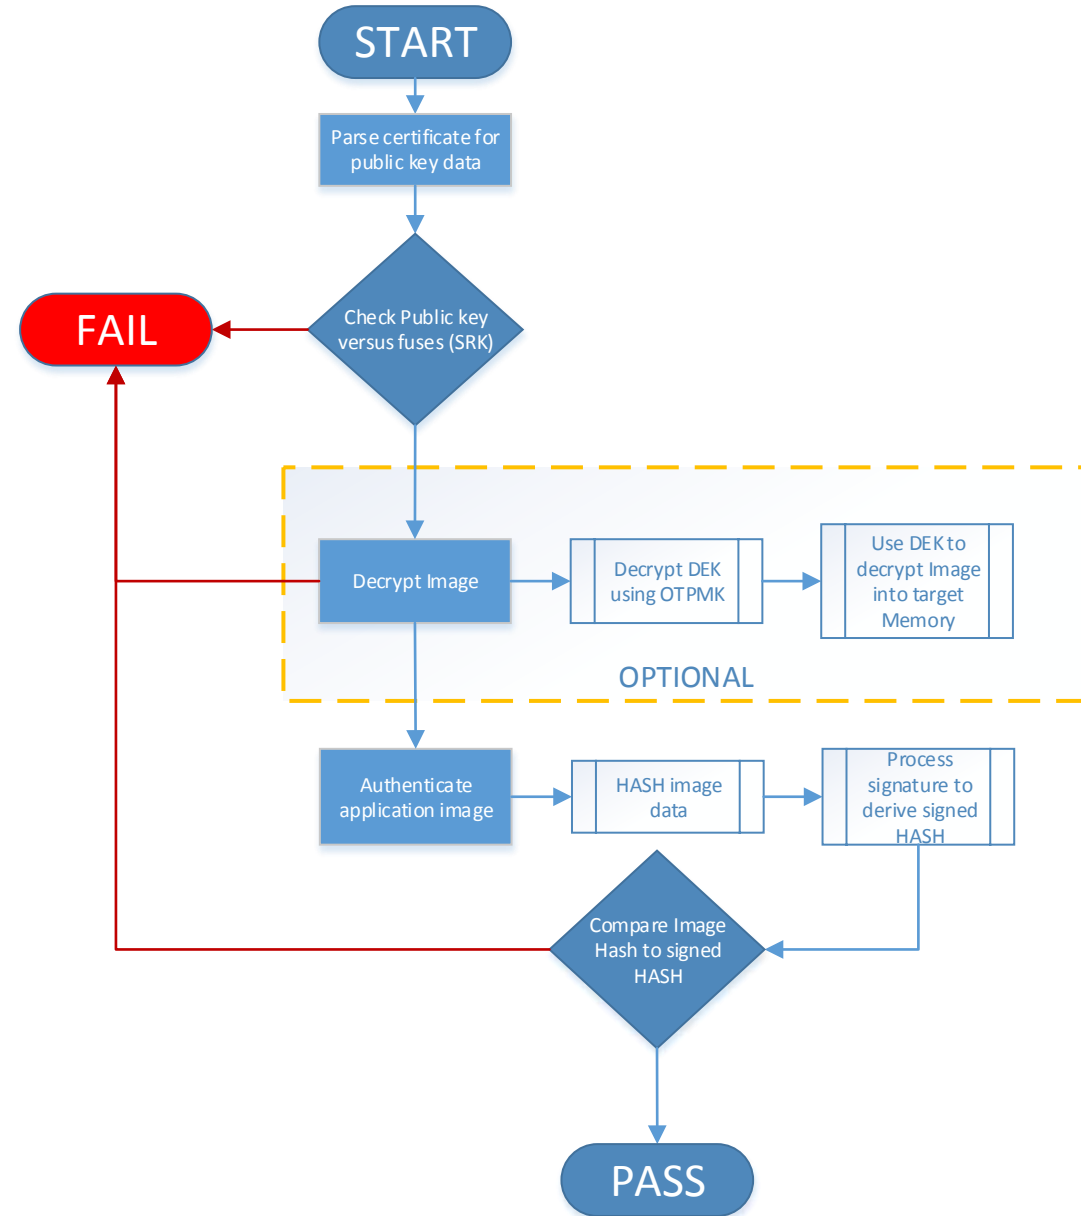 START
Parse certificate for
public key data
FAIL
Check Public key
versus fuses (SRK)
Decrypt Image
Decrypt DEK
using OTPMK
Use DEK to
decrypt Image
into target
Memory
OPTIONAL
Authenticate
application image
HASH image
data
Process
signature to
derive signed
HASH
Compare Image
Hash to signed
HASH
PASS